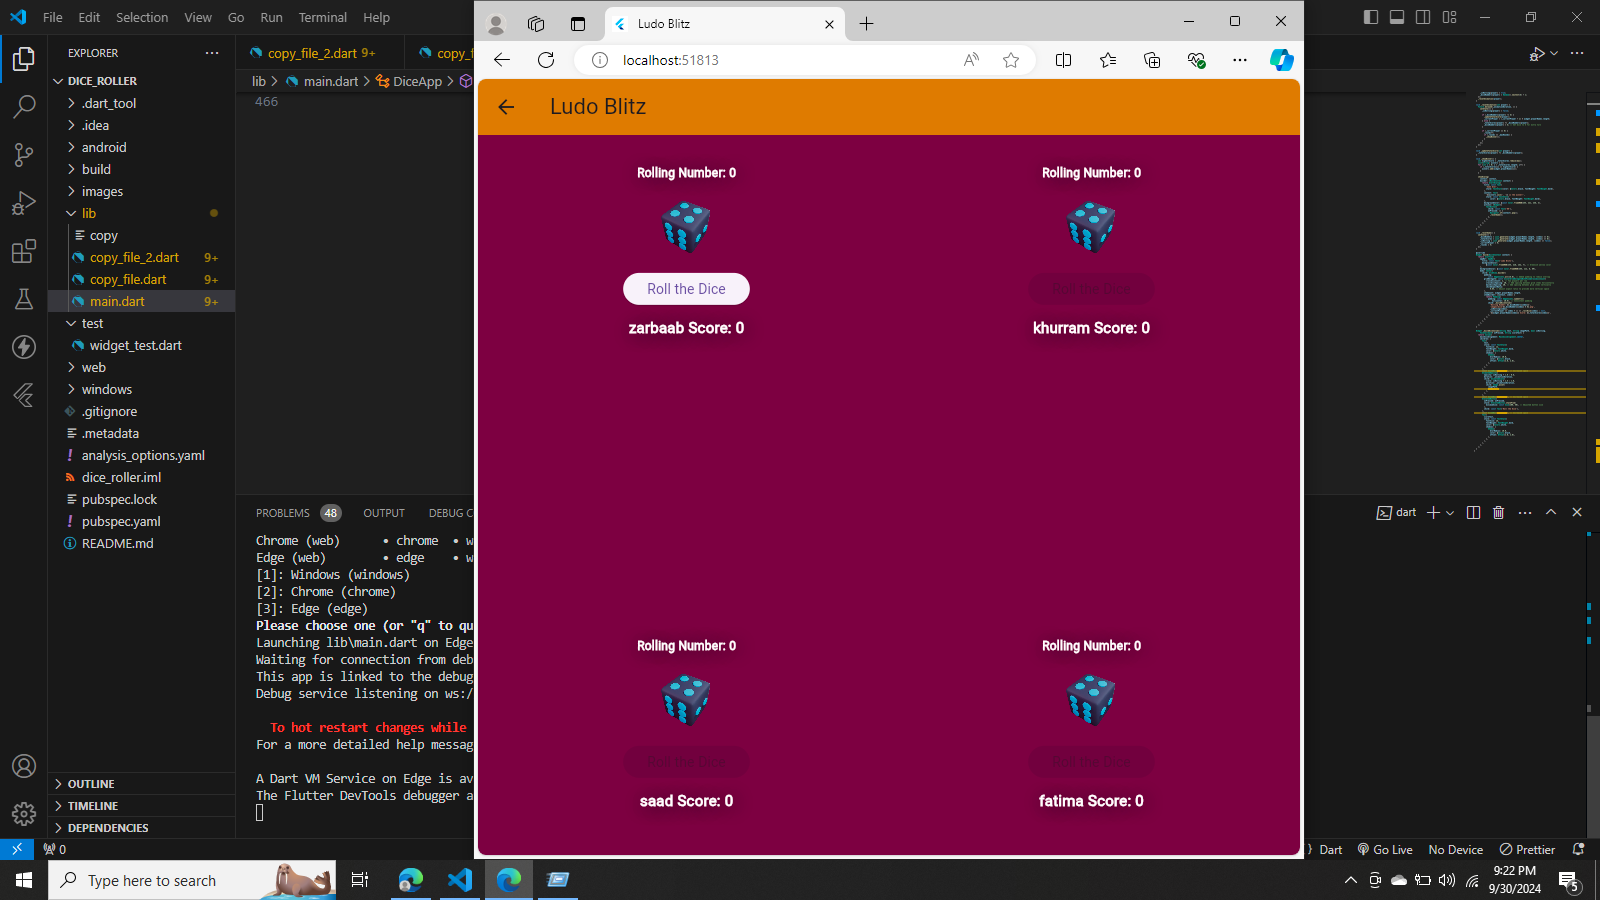 File Edit Selection View Go Run Terminal Help
Ludo Blitz
localhost:51813
EXPLORER
DICE_ROLLER
.dart_tool
.idea
android
build
images
lib
copy
copy_file_2.dart 9+
copy_file.dart 9+
main.dart 9+
test
widget_test.dart
web
windows
.gitignore
.metadata
analysis_options.yaml
dice_roller.iml
pubspec.lock
pubspec.yaml
README.md
OUTLINE
TIMELINE
DEPENDENCIES
copy_file_2.dart 9+
lib > main.dart > DiceApp >
466
Ludo Blitz
Rolling Number: 0
Roll the Dice
zarbaab Score: 0
Rolling Number: 0
Roll the Dice
khurram Score: 0
Rolling Number: 0
Roll the Dice
saad Score: 0
Rolling Number: 0
Roll the Dice
fatima Score: 0
PROBLEMS 48 OUTPUT DEBUG
dart
Chrome (web) • chrome •
Edge (web) • edge •
[1]: Windows (windows)
[2]: Chrome (chrome)
[3]: Edge (edge)
Please choose one (or "q" to
Launching lib\main.dart on Edge
Waiting for connection from
This app is linked to the
Debug service listening on ws:/
To hot restart changes while
For a more detailed help
A Dart VM Service on Edge is
The Flutter DevTools debugger
0
Dart Go Live No Device Prettier
Type here to search
9:22 PM
9/30/2024
5